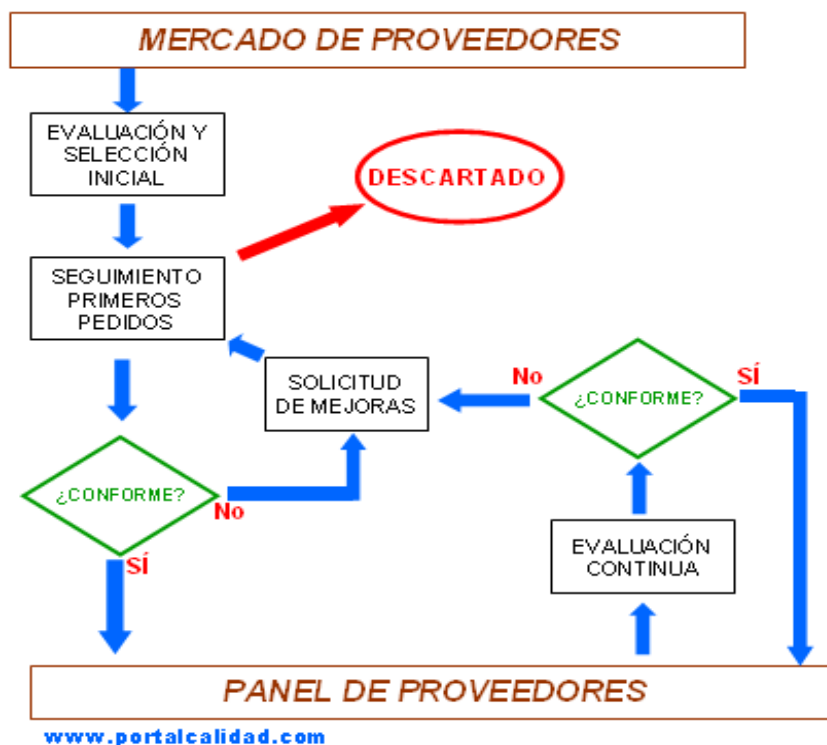 MERCADO DE PROVEEDORES
EVALUACIÓN Y
SELECCIÓN
INICIAL
DESCARTADO
SEGUIMIENTO
PRIMEROS
PEDIDOS
SOLICITUD
DE MEJORAS
No
¿CONFORME?
SÍ
¿CONFORME?
No
SÍ
EVALUACIÓN
CONTINUA
PANEL DE PROVEEDORES
www.portalcalidad.com